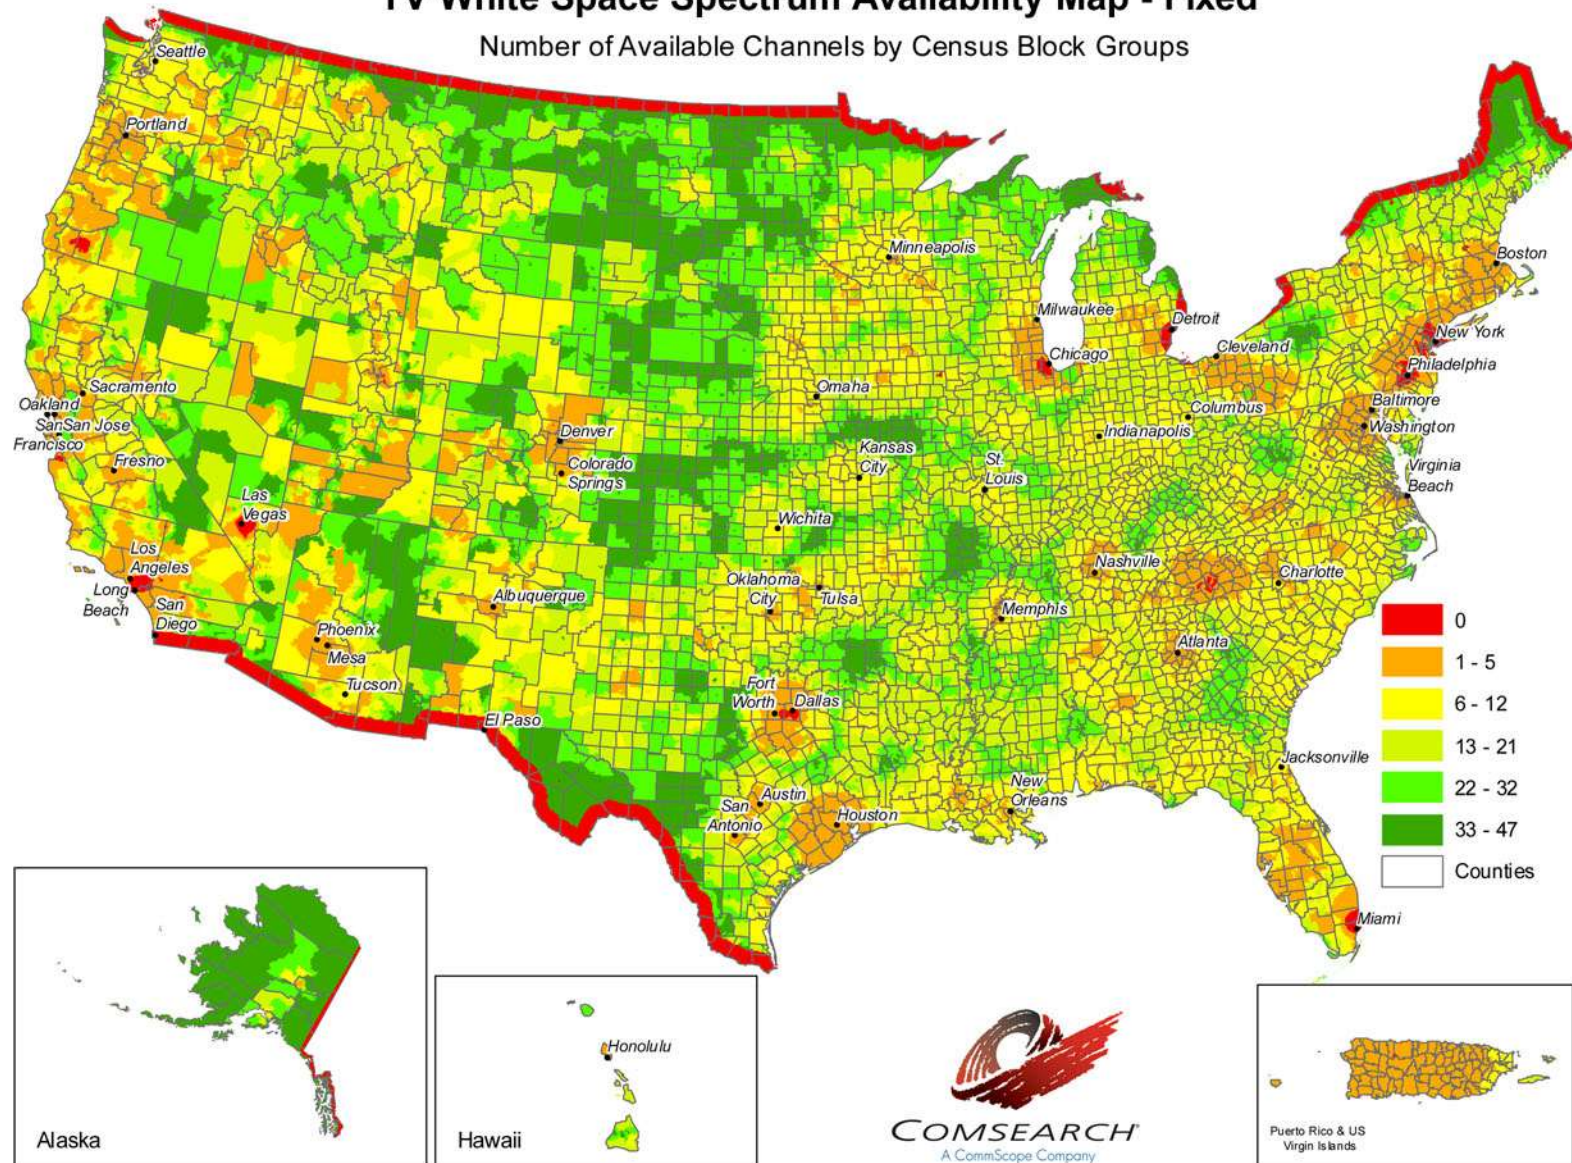 TV White Space Spectrum Availability Map - Fixed
Number of Available Channels by Census Block Groups
Seattle
Portland
Minneapolis
Boston
Milwaukee
Detroit
New York
Cleveland
Chicago
Philadelphia
Sacramento
Omaha
Baltimore
Oakland
Columbus
SanSan Jose
Denver
Washington
Francisco
Indianapolis
Kansas
City
Fresno
Colorado
Springs
St.
Louis
Virginia
Beach
Las
Vegas
Wichita
Los
Angeles
Nashville
Charlotte
Oklahoma
City
Long
Beach
Albuquerque
Tulsa
San
Diego
Memphis
0
Phoenix
Atlanta
Mesa
1 - 5
Tucson
Fort
Worth
Dallas
6 - 12
El Paso
13 - 21
Jacksonville
New
Orleans
22 - 32
Austin
San
Antonio
Houston
33 - 47
Counties
Miami
Honolulu
Alaska
Hawaii
COMSEARCH
A CommScope Company
Puerto Rico & US
Virgin Islands